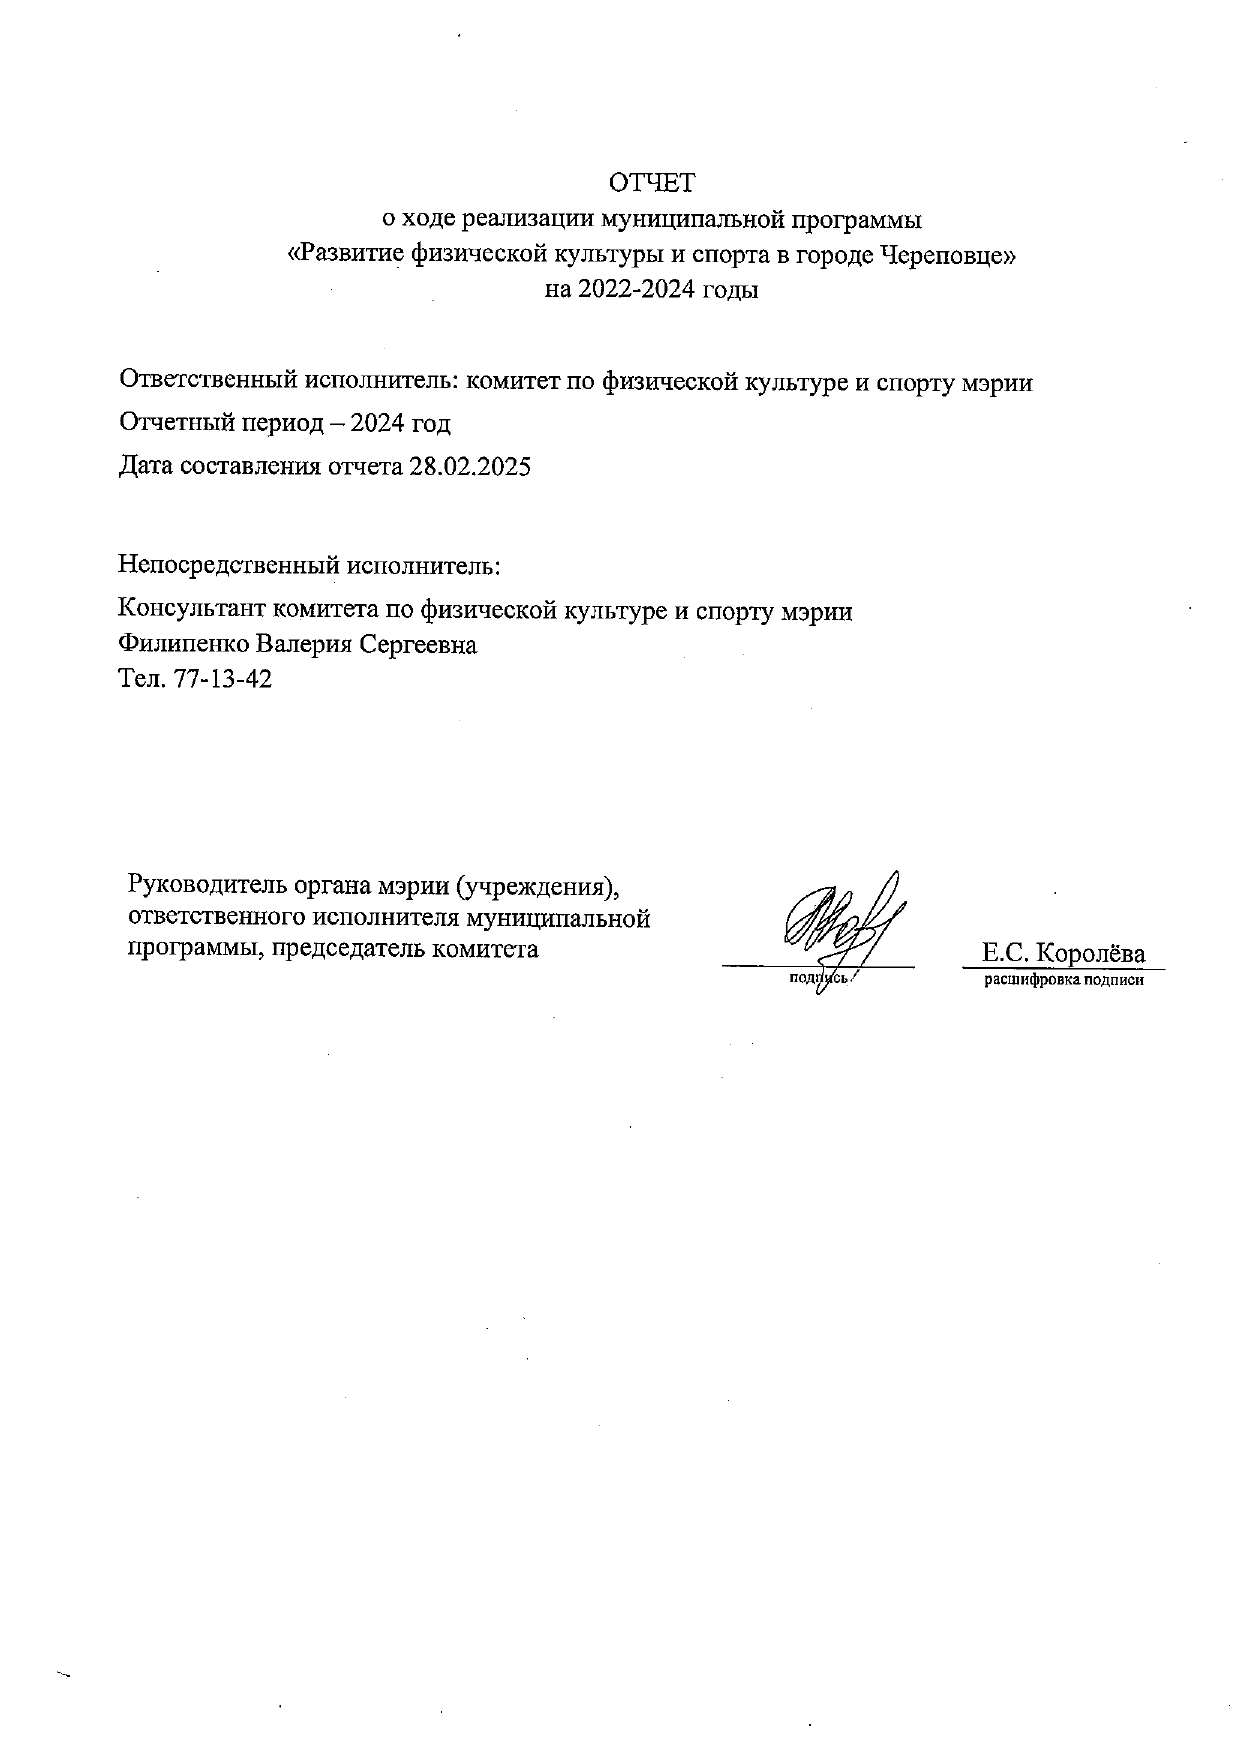 ОТЧЕТ
о ходе реализации муниципальной программы
«Развитие физической культуры и спорта в городе Череповце»
на 2022-2024 годы
Ответственный исполнитель: комитет по физической культуре и спорту мэрии
Отчетный период – 2024 год
Дата составления отчета 28.02.2025
Непосредственный исполнитель:
Консультант комитета по физической культуре и спорту мэрии
Филипенко Валерия Сергеевна
Тел. 77-13-42
Руководитель органа мэрии (учреждения),
ответственного исполнителя муниципальной
программы, председатель комитета
Е.С. Королёва
подпись
расшифровка подписи